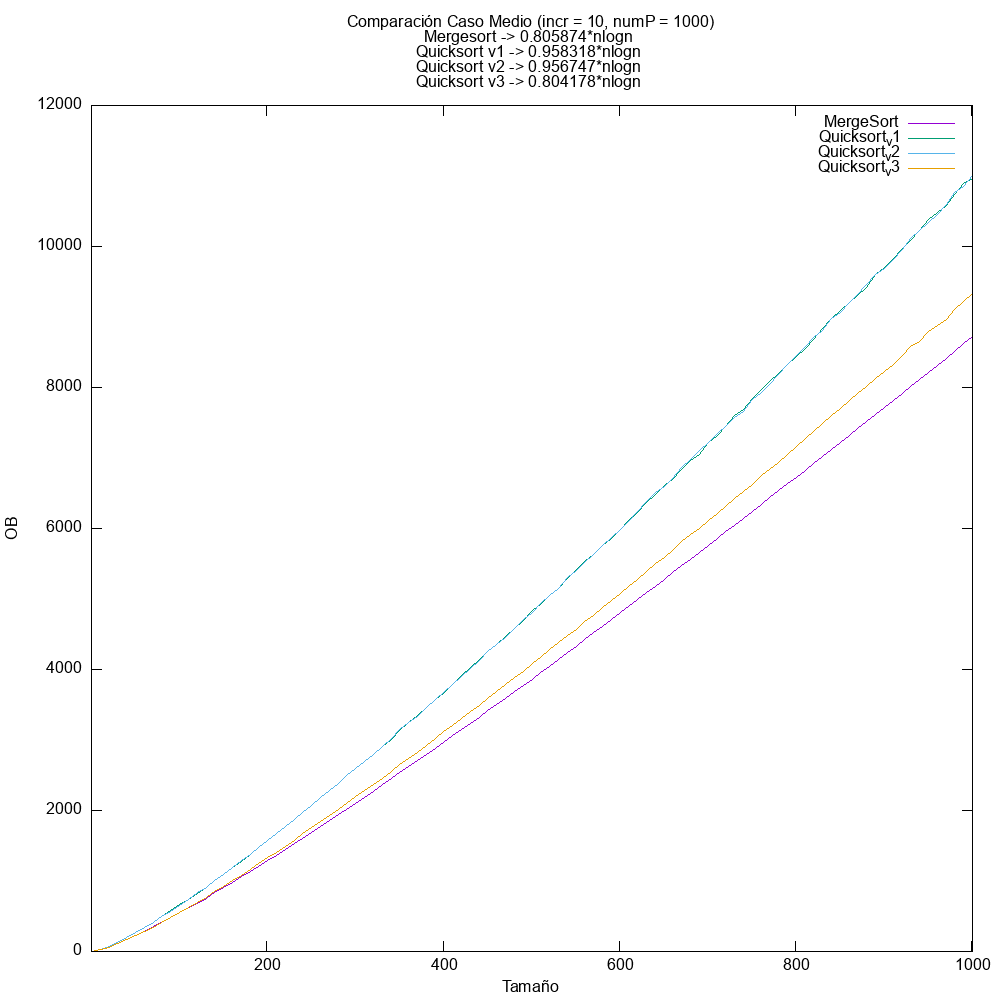 Comparación Caso Medio (incr = 10, numP = 1000)
Mergesort -> 0.805874*nlogn
Quicksort v1 -> 0.958318*nlogn
Quicksort v2 -> 0.956747*nlogn
Quicksort v3 -> 0.804178*nlogn
12000
10000
8000
6000
4000
2000
0
OB
MergeSort
Quicksortv1
Quicksortv2
Quicksortv3
200 400 600 800 1000
Tamaño